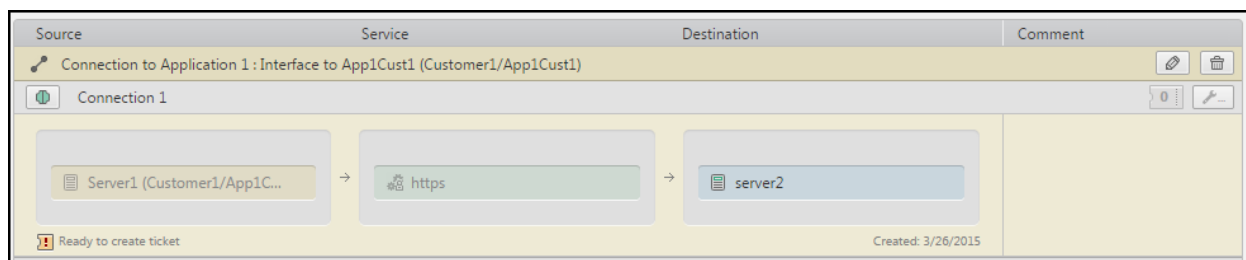 Source Service Destination Comment
Connection to Application 1 : Interface to App1Cust1 (Customer1/App1Cust1)
Connection 1 0
Server1 (Customer1/App1C... https server2
Ready to create ticket Created: 3/26/2015